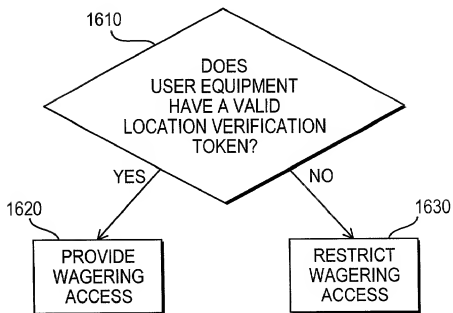 1610
DOES
USER EQUIPMENT
HAVE A VALID
LOCATION VERIFICATION
TOKEN?
YES
NO
1620
1630
PROVIDE
WAGERING
ACCESS
RESTRICT
WAGERING
ACCESS